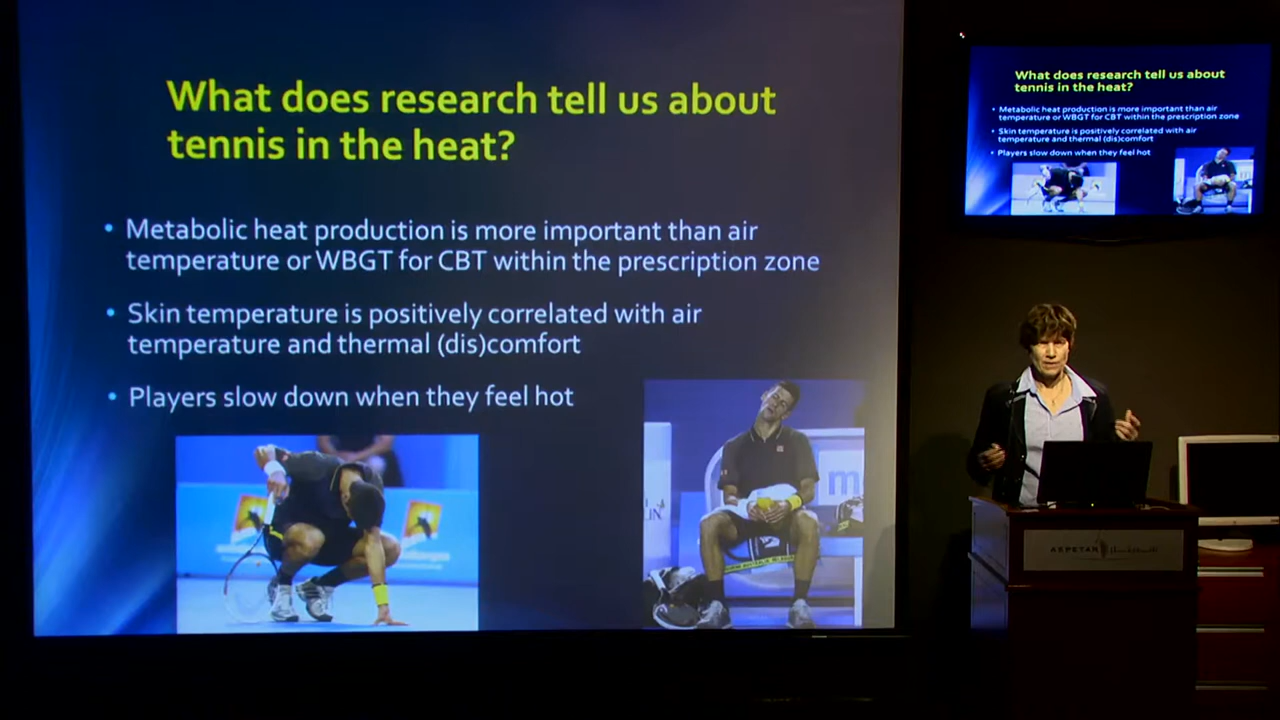 What does research tell us about
tennis in the heat?
• Metabolic heat production is more important than air
temperature or WBGT for CBT within the prescription zone
• Skin temperature is positively correlated with air
temperature and thermal (dis)comfort
• Players slow down when they feel hot
m
What does research tell us about
tennis in the heat?
• Metabolic heat production is more important than air
temperature or WBGT for CBT within the prescription zone
• Skin temperature is positively correlated with air
temperature and thermal (dis)comfort
• Players slow down when they feel hot
ASPETAR